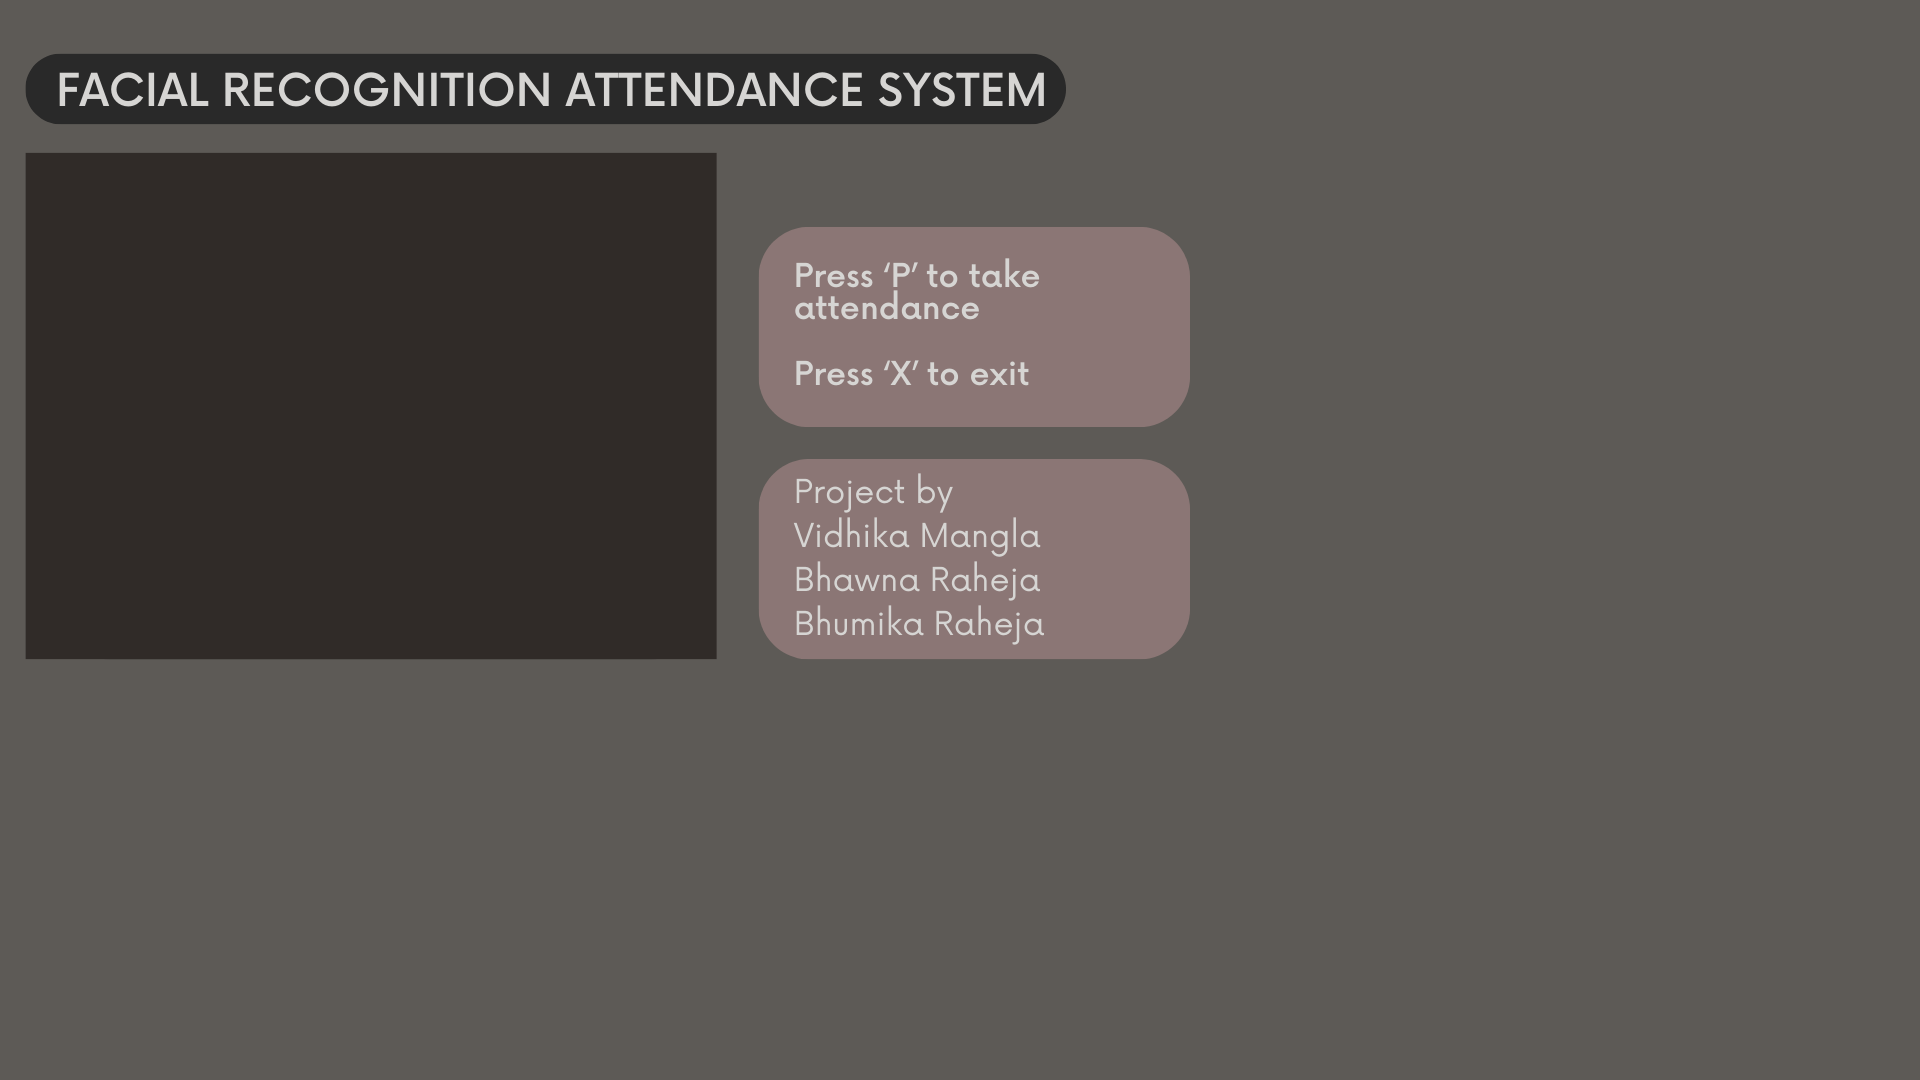 FACIAL RECOGNITION ATTENDANCE SYSTEM
Press ‘P’ to take
attendance
Press ‘X’ to exit
Project by
Vidhika Mangla
Bhawna Raheja
Bhumika Raheja